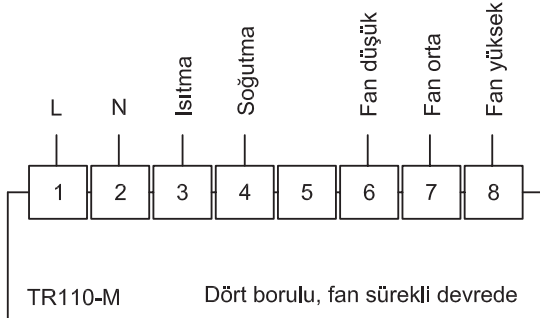 L
N
Isıtma
Soğutma
Fan düşük
Fan orta
Fan yüksek
1
2
3
4
5
6
7
8
TR110-M
Dört borulu, fan sürekli devrede